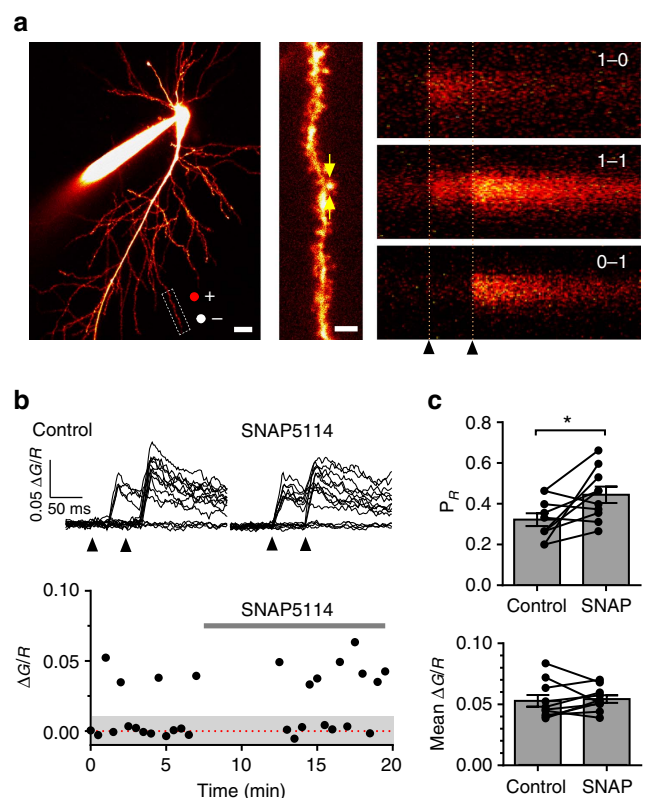 a
1–0
1–1
0–1
+
–
b
Control
SNAP5114
0.05 ΔG/R
50 ms
SNAP5114
0.10
0.05
0.00
ΔG/R
0 5 10 15 20
Time (min)
c
*
0.8
0.6
0.4
0.2
0.0
P_R
Control SNAP
0.10
0.05
0.00
Mean ΔG/R
Control SNAP